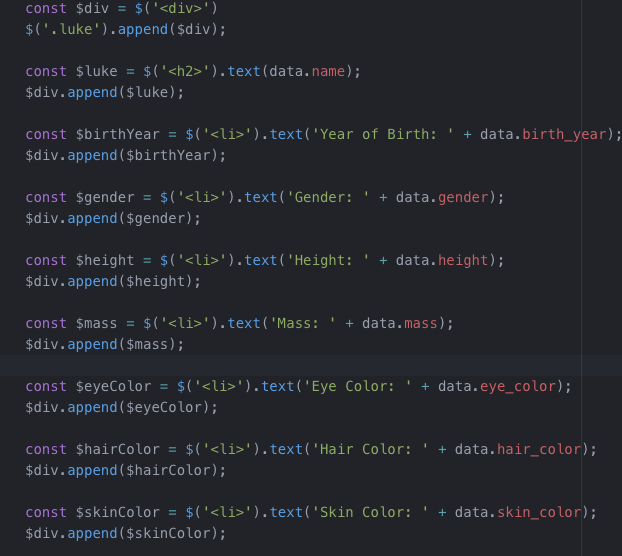 const $div = $('<div>')
$('.luke').append($div);
const $luke = $('<h2>').text(data.name);
$div.append($luke);
const $birthYear = $('<li>').text('Year of Birth: ' + data.birth_year);
$div.append($birthYear);
const $gender = $('<li>').text('Gender: ' + data.gender);
$div.append($gender);
const $height = $('<li>').text('Height: ' + data.height);
$div.append($height);
const $mass = $('<li>').text('Mass: ' + data.mass);
$div.append($mass);
const $eyeColor = $('<li>').text('Eye Color: ' + data.eye_color);
$div.append($eyeColor);
const $hairColor = $('<li>').text('Hair Color: ' + data.hair_color);
$div.append($hairColor);
const $skinColor = $('<li>').text('Skin Color: ' + data.skin_color);
$div.append($skinColor);